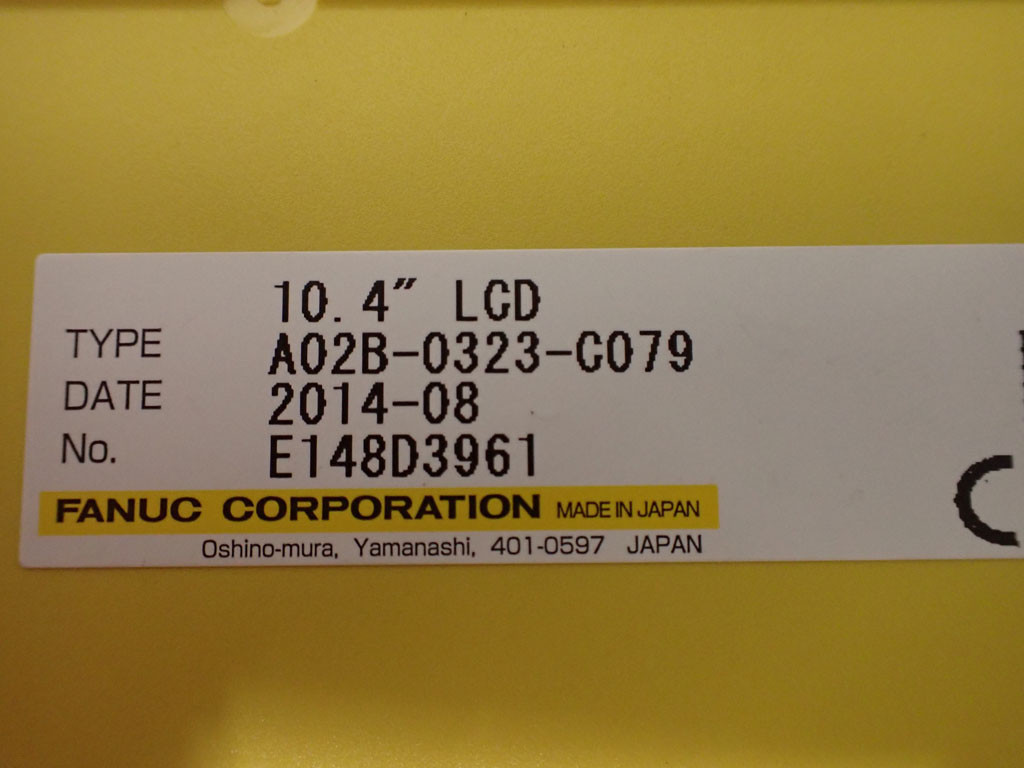 10.4" LCD
TYPE A02B-0323-C079
DATE 2014-08
No. E148D3961
FANUC CORPORATION MADE IN JAPAN
Oshino-mura, Yamanashi, 401-0597 JAPAN